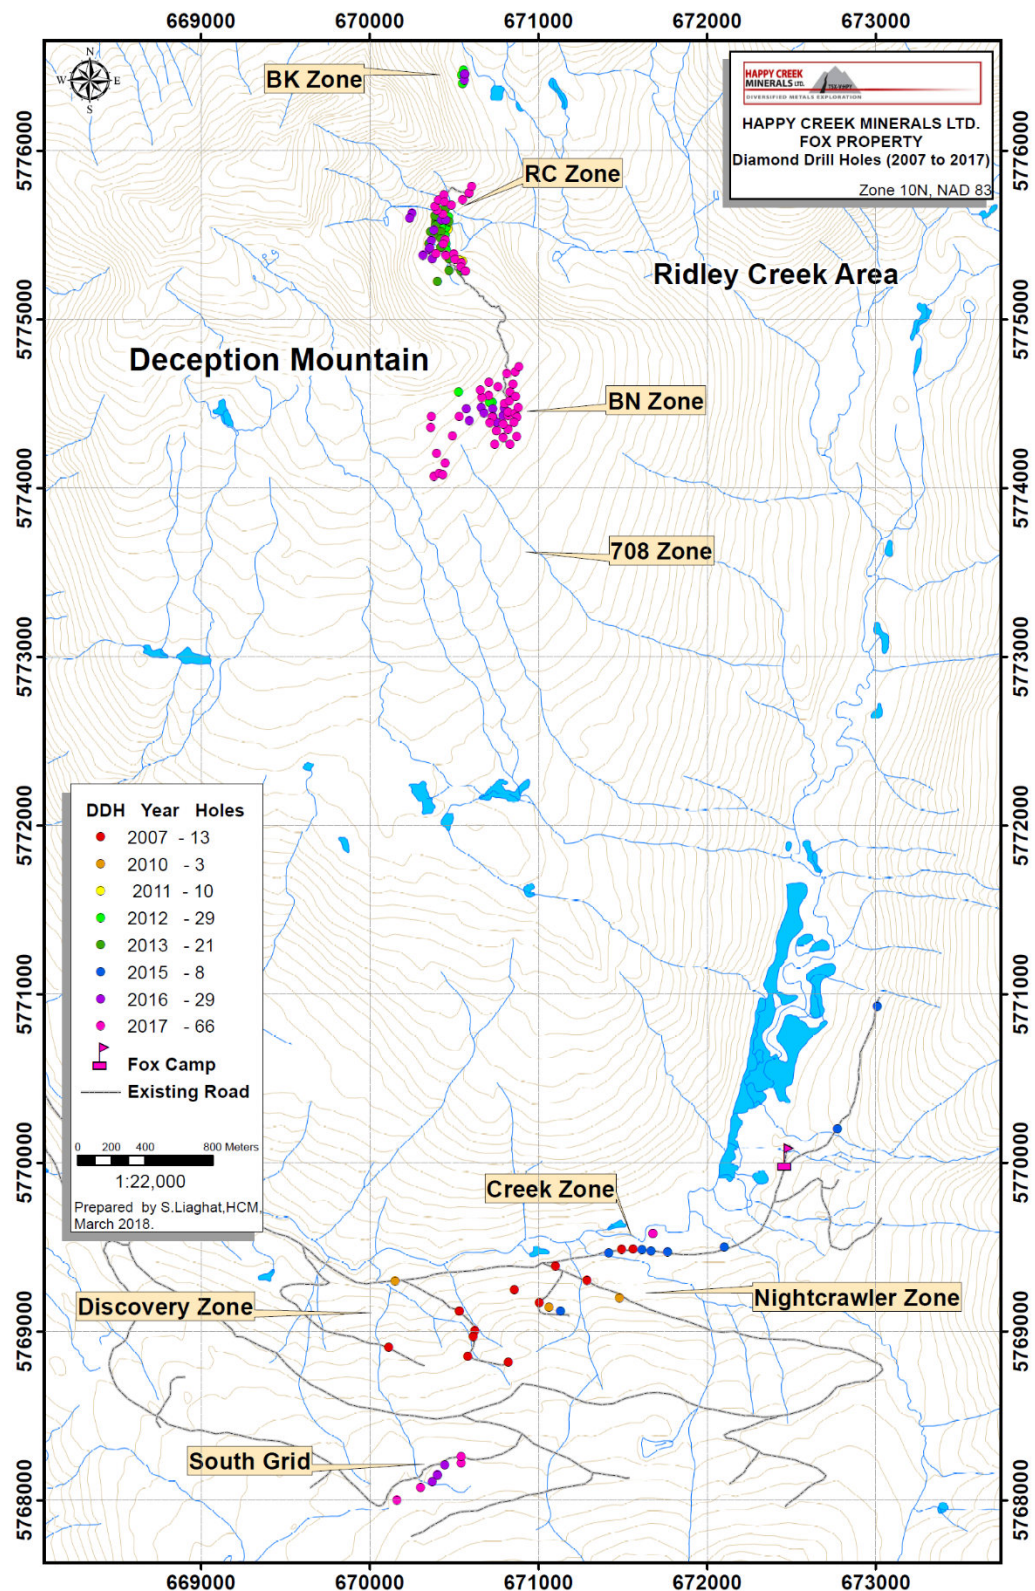 669000 670000 671000 672000 673000
N
W E
S
BK Zone
HAPPY CREEK
MINERALS LTD.
TSX-V:HPY
DIVERSIFIED METALS EXPLORATION
HAPPY CREEK MINERALS LTD.
FOX PROPERTY
Diamond Drill Holes (2007 to 2017)
Zone 10N, NAD 83
5776000 5776000
RC Zone
Ridley Creek Area
5775000 5775000
Deception Mountain
BN Zone
5774000 5774000
708 Zone
5773000 5773000
DDH Year Holes
2007 - 13
2010 - 3
2011 - 10
2012 - 29
2013 - 21
2015 - 8
2016 - 29
2017 - 66
Fox Camp
Existing Road
0 200 400 800 Meters
1:22,000
Prepared by S.Liaghat,HCM,
March 2018.
5772000 5772000
5771000 5771000
5770000 5770000
Creek Zone
Discovery Zone
Nightcrawler Zone
5769000 5769000
South Grid
5768000 5768000
669000 670000 671000 672000 673000